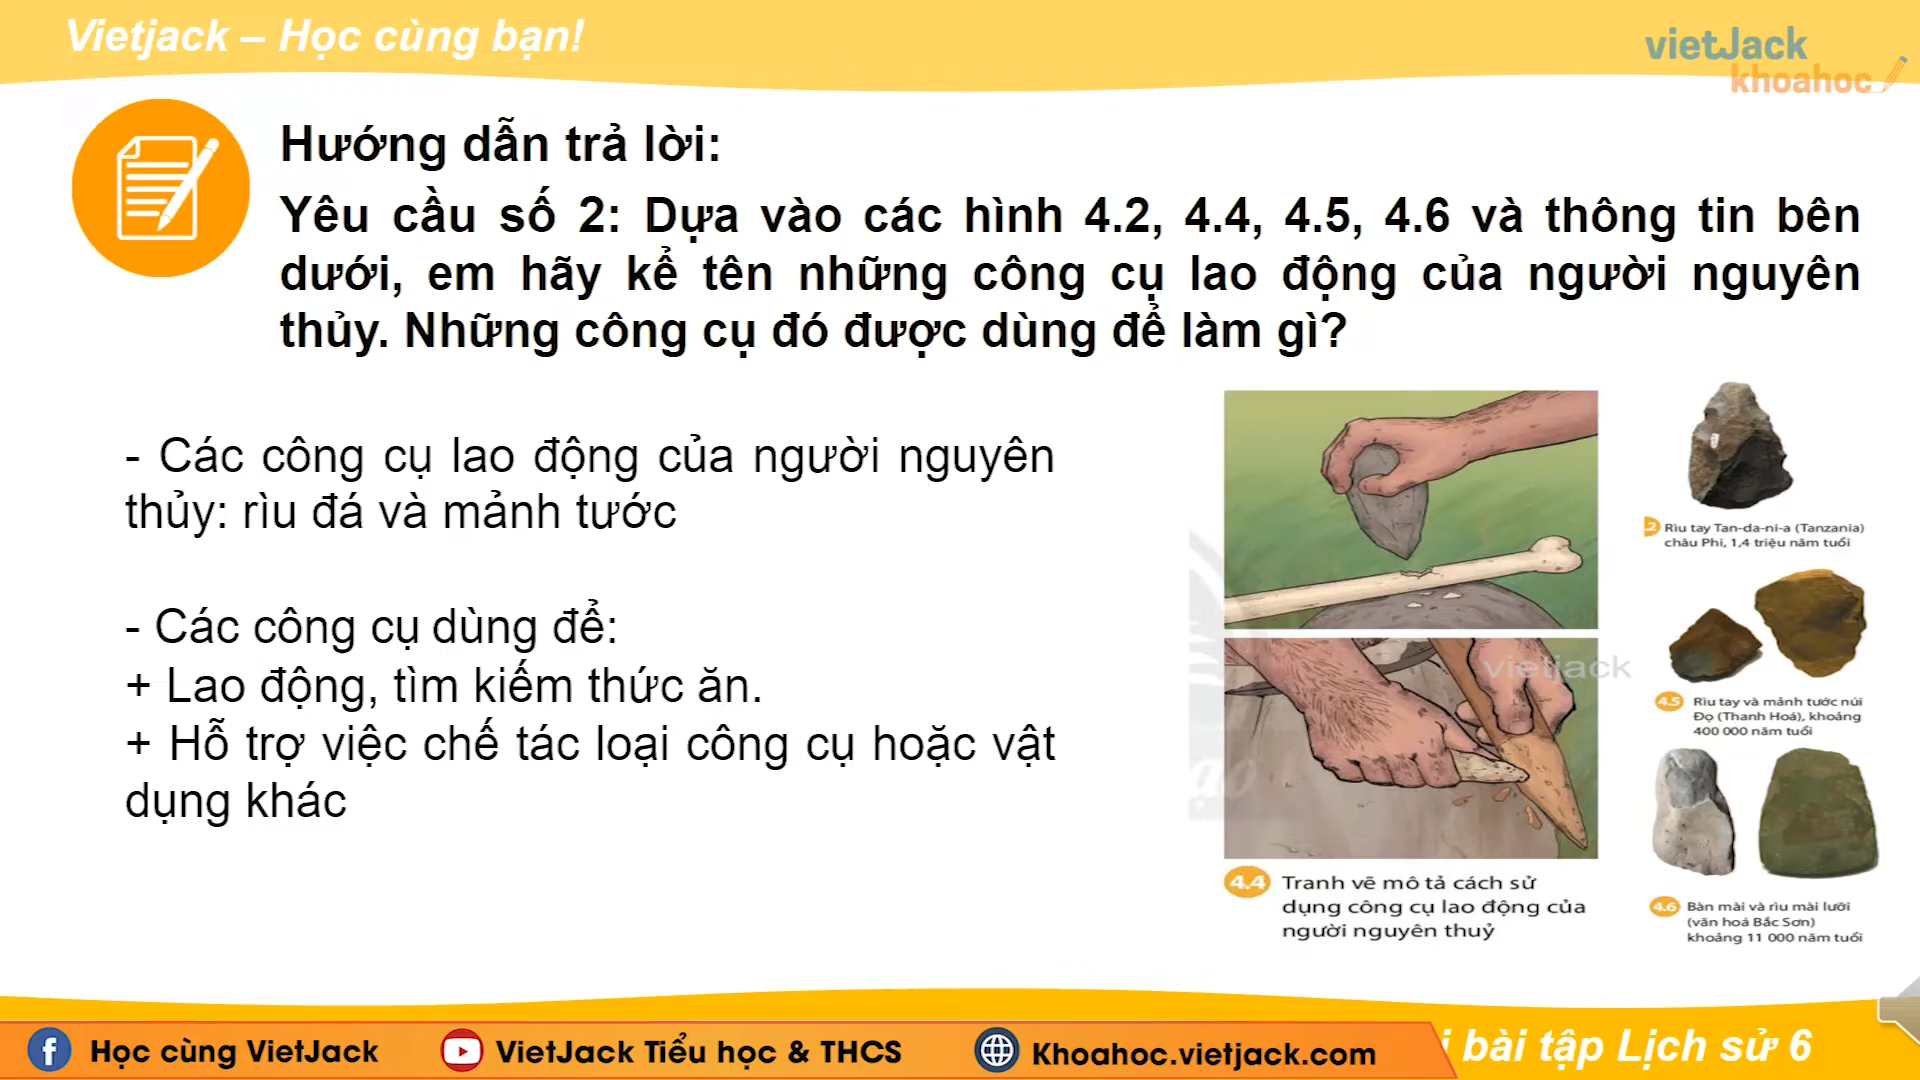 Vietjack – Học cùng bạn!
vietJack
khoahoc
Hướng dẫn trả lời:
Yêu cầu số 2: Dựa vào các hình 4.2, 4.4, 4.5, 4.6 và thông tin bên
dưới, em hãy kể tên những công cụ lao động của người nguyên
thủy. Những công cụ đó được dùng để làm gì?
- Các công cụ lao động của người nguyên
thủy: rìu đá và mảnh tước
- Các công cụ dùng để:
+ Lao động, tìm kiếm thức ăn.
+ Hỗ trợ việc chế tác loại công cụ hoặc vật
dụng khác
vietjack
4.4 Tranh vẽ mô tả cách sử
dụng công cụ lao động của
người nguyên thuỷ
.2 Rìu tay Tan-da-ni-a (Tanzania)
châu Phi, 1,4 triệu năm tuổi
4.5 Rìu tay và mảnh tước núi
Đọ (Thanh Hoá), khoảng
400 000 năm tuổi
4.6 Bàn mài và rìu mài lưỡi
(văn hoá Bắc Sơn)
khoảng 11 000 năm tuổi
Học cùng VietJack
VietJack Tiểu học & THCS
Khoahoc.vietjack.com
i bài tập Lịch sử 6